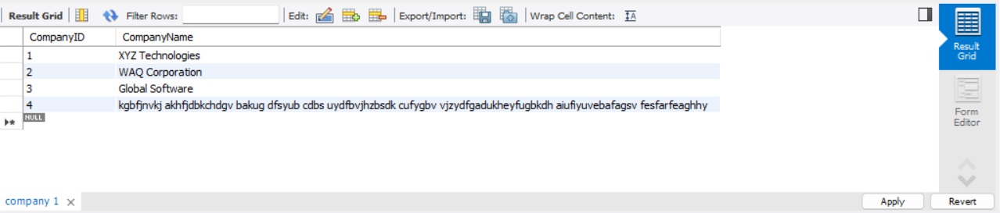 Result Grid Filter Rows: Edit: Export/Import: Wrap Cell Content:
CompanyID CompanyName
1 XYZ Technologies
2 WAQ Corporation
3 Global Software
4 kgbfjnvkj akhfjdbkchdgv bakug dfsyub cdbs uydfbvjhzbsdk cufygbv vjzydfgadukheyfugbkdh aiufiyuvebafagsv fesfarfeaghhy
NULL
Result
Grid
Form
Editor
company 1
Apply Revert